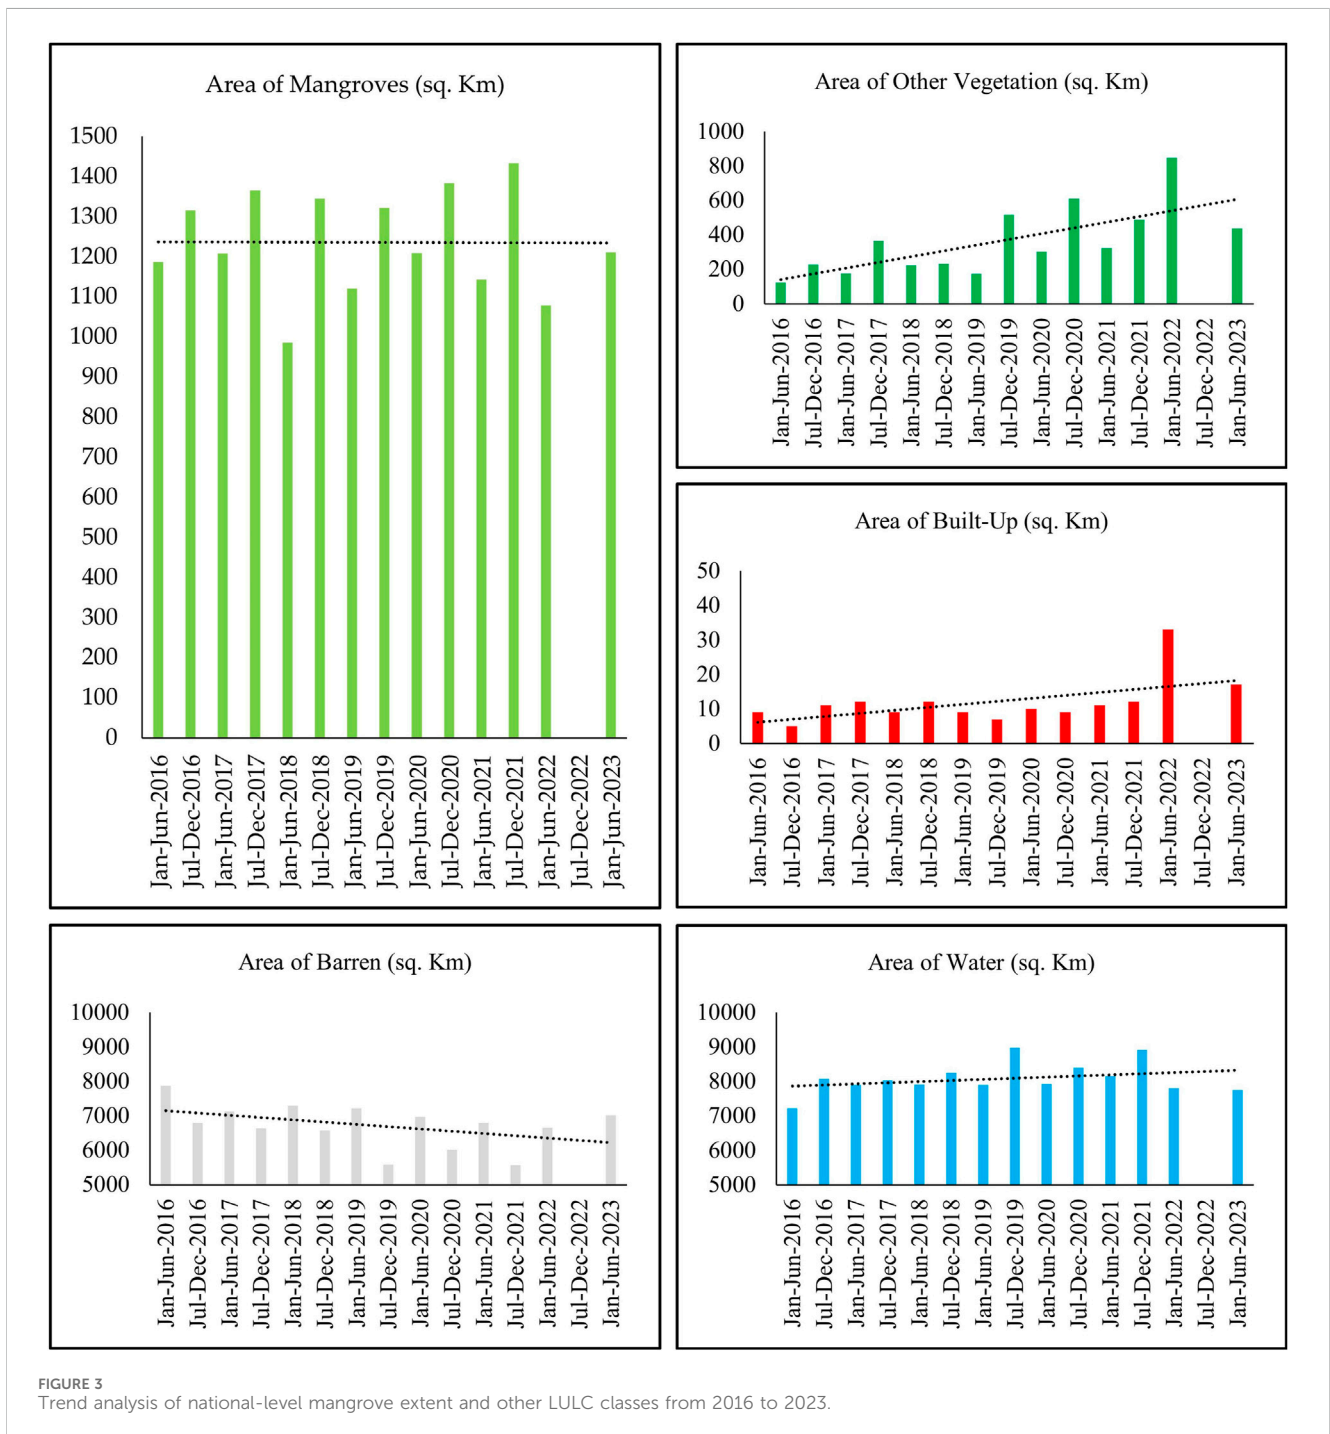 Area of Mangroves (sq. Km)
1500
1400
1300
1200
1100
1000
900
800
700
600
500
400
300
200
100
0
Jan-Jun-2016
Jul-Dec-2016
Jan-Jun-2017
Jul-Dec-2017
Jan-Jun-2018
Jul-Dec-2018
Jan-Jun-2019
Jul-Dec-2019
Jan-Jun-2020
Jul-Dec-2020
Jan-Jun-2021
Jul-Dec-2021
Jan-Jun-2022
Jul-Dec-2022
Jan-Jun-2023
Area of Other Vegetation (sq. Km)
1000
800
600
400
200
0
Jan-Jun-2016
Jul-Dec-2016
Jan-Jun-2017
Jul-Dec-2017
Jan-Jun-2018
Jul-Dec-2018
Jan-Jun-2019
Jul-Dec-2019
Jan-Jun-2020
Jul-Dec-2020
Jan-Jun-2021
Jul-Dec-2021
Jan-Jun-2022
Jul-Dec-2022
Jan-Jun-2023
Area of Built-Up (sq. Km)
50
40
30
20
10
0
Jan-Jun-2016
Jul-Dec-2016
Jan-Jun-2017
Jul-Dec-2017
Jan-Jun-2018
Jul-Dec-2018
Jan-Jun-2019
Jul-Dec-2019
Jan-Jun-2020
Jul-Dec-2020
Jan-Jun-2021
Jul-Dec-2021
Jan-Jun-2022
Jul-Dec-2022
Jan-Jun-2023
Area of Barren (sq. Km)
10000
9000
8000
7000
6000
5000
Jan-Jun-2016
Jul-Dec-2016
Jan-Jun-2017
Jul-Dec-2017
Jan-Jun-2018
Jul-Dec-2018
Jan-Jun-2019
Jul-Dec-2019
Jan-Jun-2020
Jul-Dec-2020
Jan-Jun-2021
Jul-Dec-2021
Jan-Jun-2022
Jul-Dec-2022
Jan-Jun-2023
Area of Water (sq. Km)
10000
9000
8000
7000
6000
5000
Jan-Jun-2016
Jul-Dec-2016
Jan-Jun-2017
Jul-Dec-2017
Jan-Jun-2018
Jul-Dec-2018
Jan-Jun-2019
Jul-Dec-2019
Jan-Jun-2020
Jul-Dec-2020
Jan-Jun-2021
Jul-Dec-2021
Jan-Jun-2022
Jul-Dec-2022
Jan-Jun-2023
FIGURE 3
Trend analysis of national-level mangrove extent and other LULC classes from 2016 to 2023.